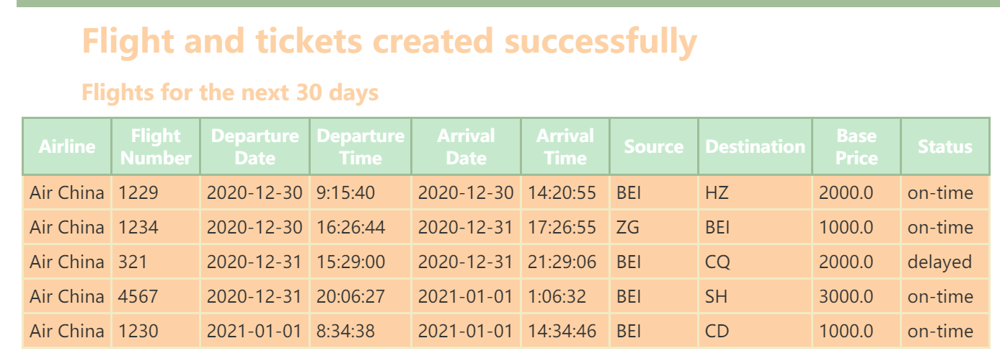 Flight and tickets created successfully
Flights for the next 30 days
Airline Flight Number Departure Date Departure Time Arrival Date Arrival Time Source Destination Base Price Status
Air China 1229 2020-12-30 9:15:40 2020-12-30 14:20:55 BEI HZ 2000.0 on-time
Air China 1234 2020-12-30 16:26:44 2020-12-31 17:26:55 ZG BEI 1000.0 on-time
Air China 321 2020-12-31 15:29:00 2020-12-31 21:29:06 BEI CQ 2000.0 delayed
Air China 4567 2020-12-31 20:06:27 2021-01-01 1:06:32 BEI SH 3000.0 on-time
Air China 1230 2021-01-01 8:34:38 2021-01-01 14:34:46 BEI CD 1000.0 on-time